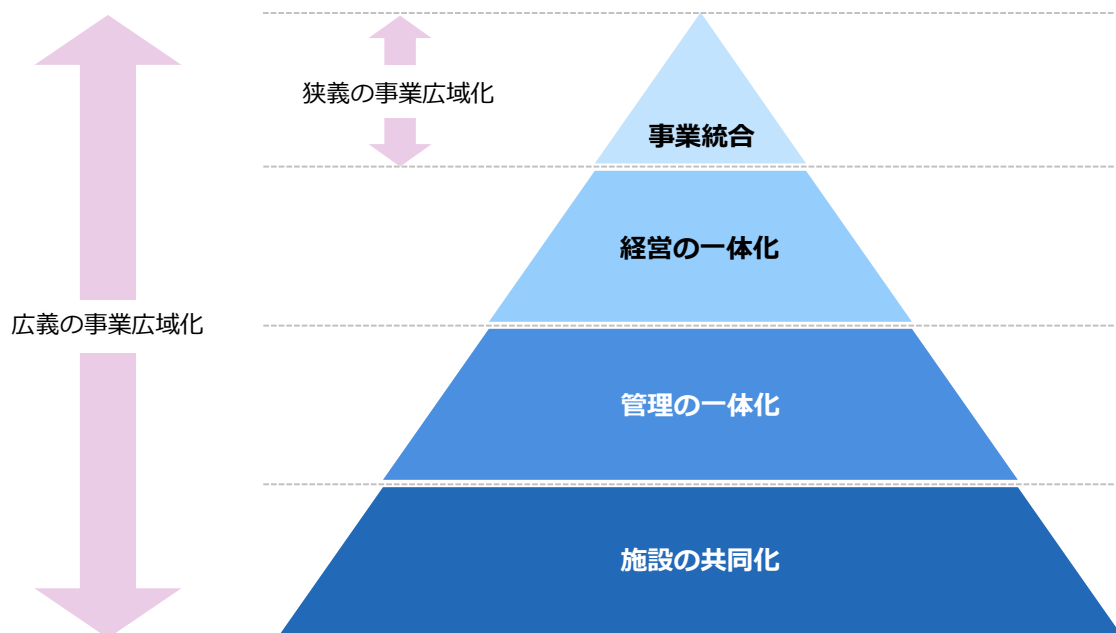 狭義の事業広域化
事業統合
経営の一体化
広義の事業広域化
管理の一体化
施設の共同化